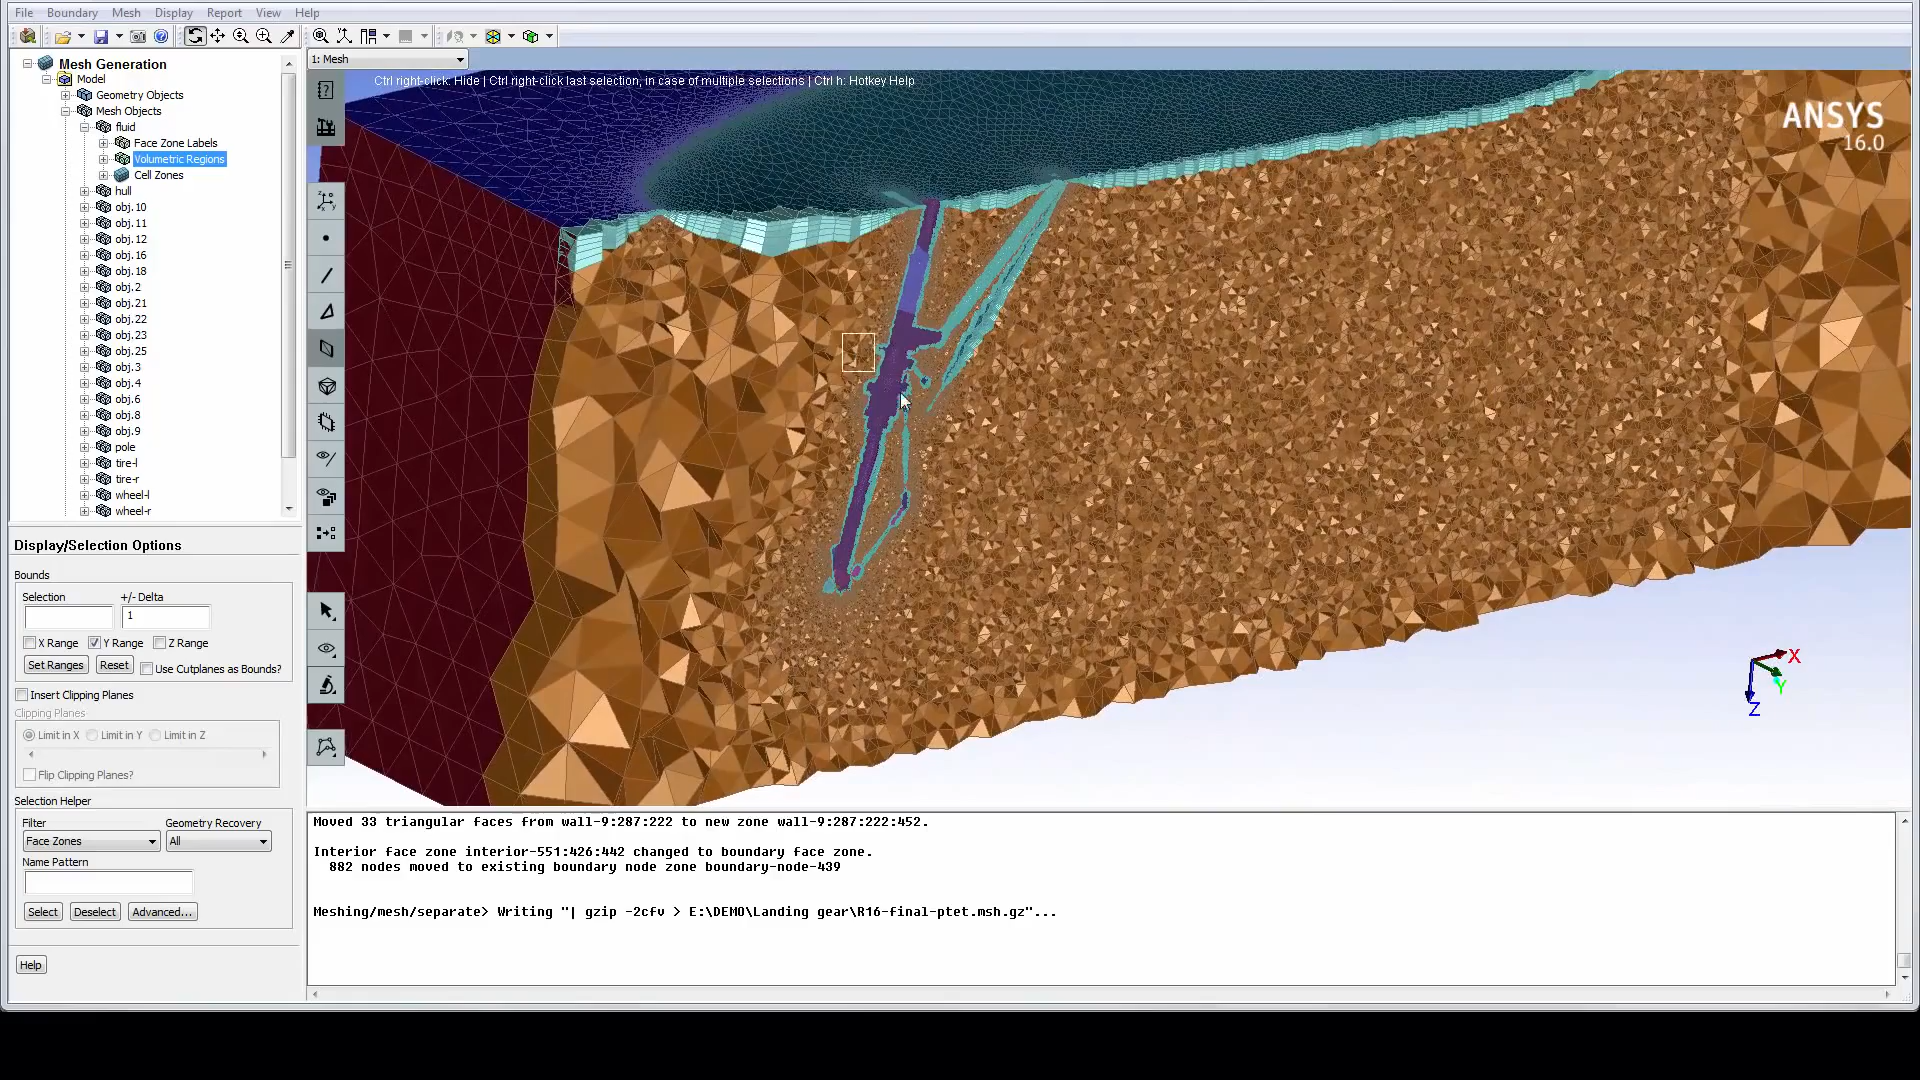 File Boundary Mesh Display Report View Help
1: Mesh
Ctrl right-click: Hide | Ctrl right-click last selection, in case of multiple selections | Ctrl h: Hotkey Help
ANSYS
16.0
Mesh Generation
Model
Geometry Objects
Mesh Objects
fluid
Face Zone Labels
Volumetric Regions
Cell Zones
hull
obj.10
obj.11
obj.12
obj.16
obj.18
obj.2
obj.21
obj.22
obj.23
obj.25
obj.3
obj.4
obj.6
obj.8
obj.9
pole
tire-l
tire-r
wheel-l
wheel-r
Display/Selection Options
Bounds
Selection +/- Delta
1
X Range Y Range Z Range
Set Ranges Reset Use Cutplanes as Bounds?
Insert Clipping Planes
Clipping Planes
Limit in X Limit in Y Limit in Z
Flip Clipping Planes?
Selection Helper
Filter Geometry Recovery
Face Zones All
Name Pattern
Select Deselect Advanced...
Help
X
Y
Z
Moved 33 triangular faces from wall-9:287:222 to new zone wall-9:287:222:452.
Interior face zone interior-551:426:442 changed to boundary face zone.
882 nodes moved to existing boundary node zone boundary-node-439
Meshing/mesh/separate> Writing "| gzip -2cfv > E:\DEMO\Landing gear\R16-final-ptet.msh.gz"...